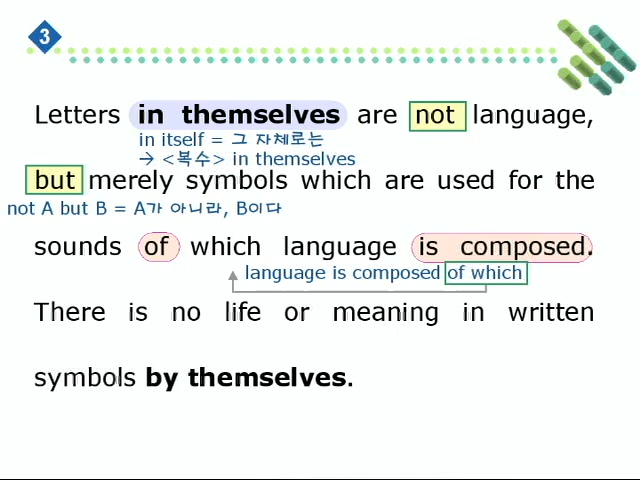 3
Letters in themselves are not language,
in itself = 그 자체로는
→ <복수> in themselves
but merely symbols which are used for the
not A but B = A가 아니라, B이다
sounds of which language is composed.
language is composed of which
There is no life or meaning in written
symbols by themselves.